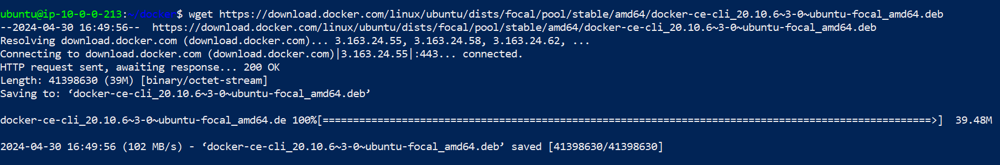 ubuntu@ip-10-0-0-213:~/docker$ wget https://download.docker.com/linux/ubuntu/dists/focal/pool/stable/amd64/docker-ce-cli_20.10.6~3-0~ubuntu-focal_amd64.deb
--2024-04-30 16:49:56--  https://download.docker.com/linux/ubuntu/dists/focal/pool/stable/amd64/docker-ce-cli_20.10.6~3-0~ubuntu-focal_amd64.deb
Resolving download.docker.com (download.docker.com)... 3.163.24.55, 3.163.24.58, 3.163.24.62, ...
Connecting to download.docker.com (download.docker.com)|3.163.24.55|:443... connected.
HTTP request sent, awaiting response... 200 OK
Length: 41398630 (39M) [binary/octet-stream]
Saving to: ‘docker-ce-cli_20.10.6~3-0~ubuntu-focal_amd64.deb’
docker-ce-cli_20.10.6~3-0~ubuntu-focal_amd64.de 100%[====================================================================================================>]  39.48M
2024-04-30 16:49:56 (102 MB/s) - ‘docker-ce-cli_20.10.6~3-0~ubuntu-focal_amd64.deb’ saved [41398630/41398630]